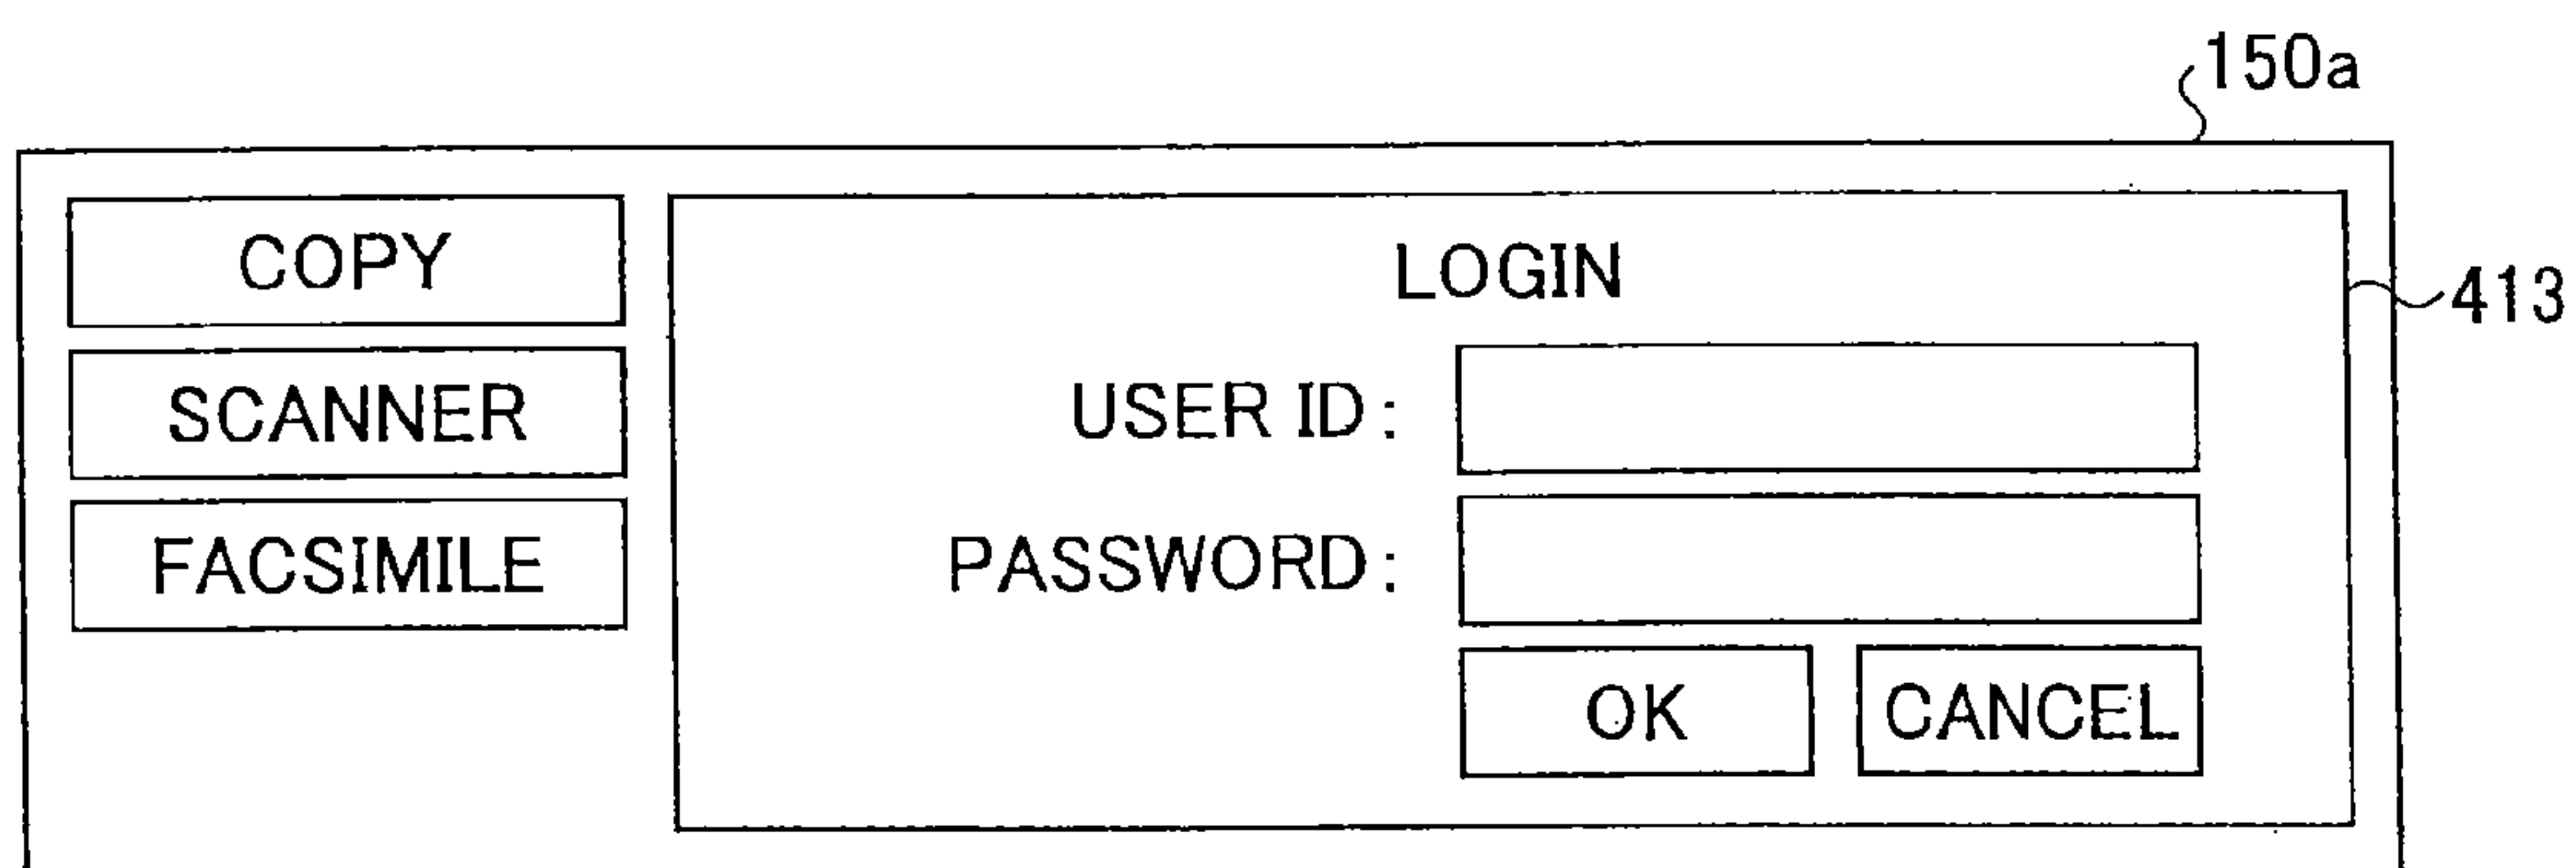 150a
COPY
LOGIN
413
SCANNER
USER ID:
FACSIMILE
PASSWORD:
OK
CANCEL